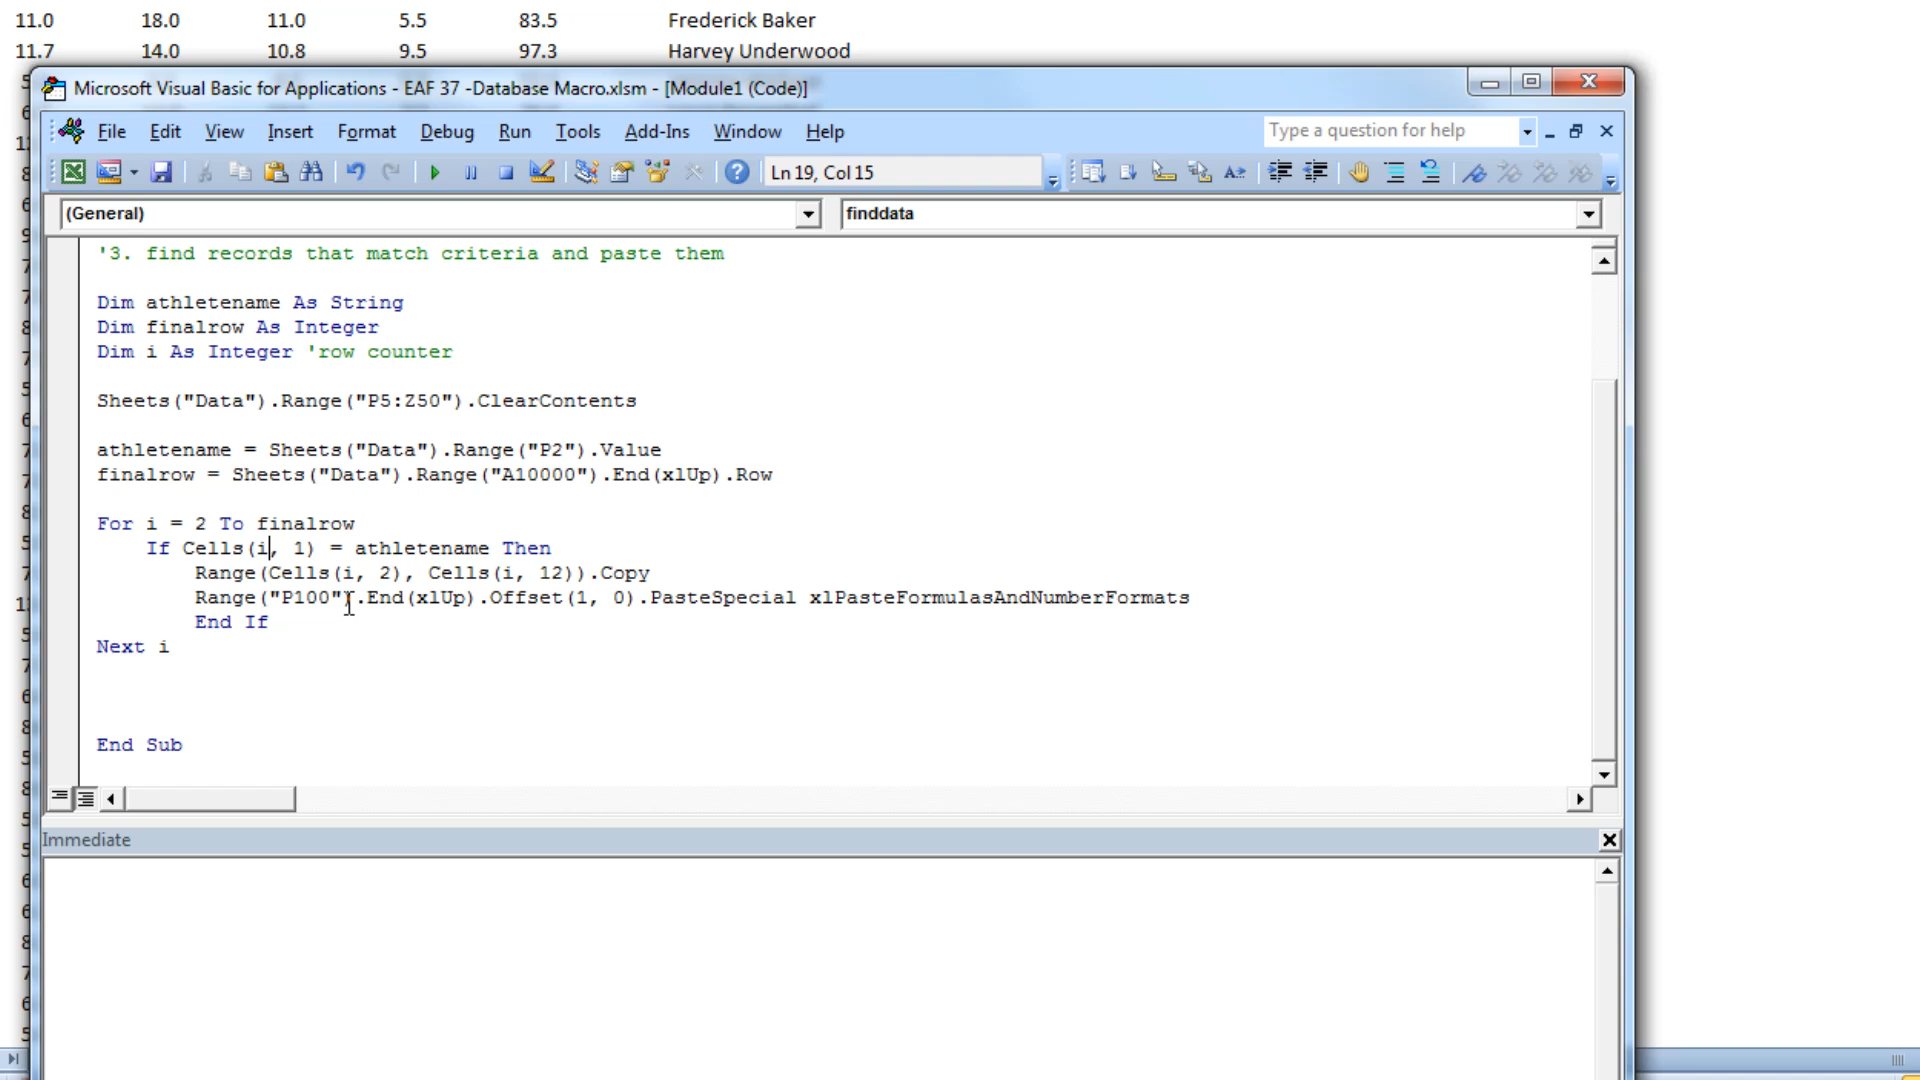 11.0 18.0 11.0 5.5 83.5 Frederick Baker
11.7 14.0 10.8 9.5 97.3 Harvey Underwood
Microsoft Visual Basic for Applications - EAF 37 -Database Macro.xlsm - [Module1 (Code)]
File Edit View Insert Format Debug Run Tools Add-Ins Window Help Type a question for help
Ln 19, Col 15
(General) finddata
'3. find records that match criteria and paste them
Dim athletename As String
Dim finalrow As Integer
Dim i As Integer 'row counter
Sheets("Data").Range("P5:Z50").ClearContents
athletename = Sheets("Data").Range("P2").Value
finalrow = Sheets("Data").Range("A10000").End(xlUp).Row
For i = 2 To finalrow
If Cells(i, 1) = athletename Then
Range(Cells(i, 2), Cells(i, 12)).Copy
Range("P100").End(xlUp).Offset(1, 0).PasteSpecial xlPasteFormulasAndNumberFormats
End If
Next i
End Sub
Immediate